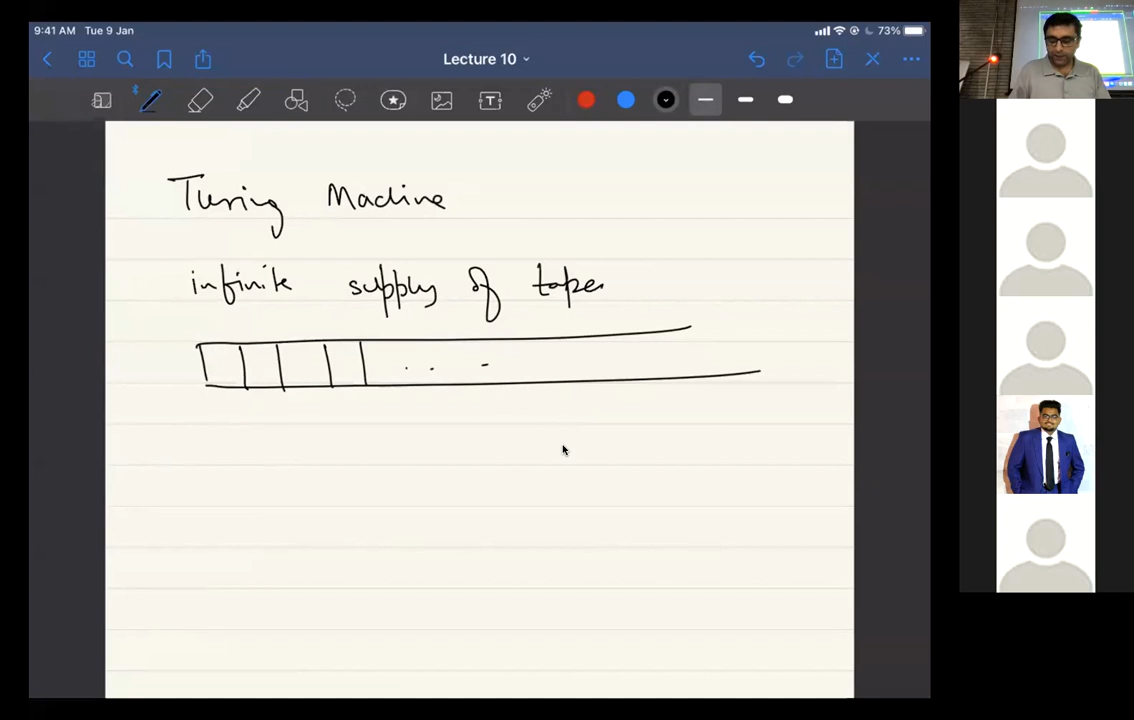 9:41 AM Tue 9 Jan
73%
Lecture 10
Turing Machine
infinite supply of tape
. . -